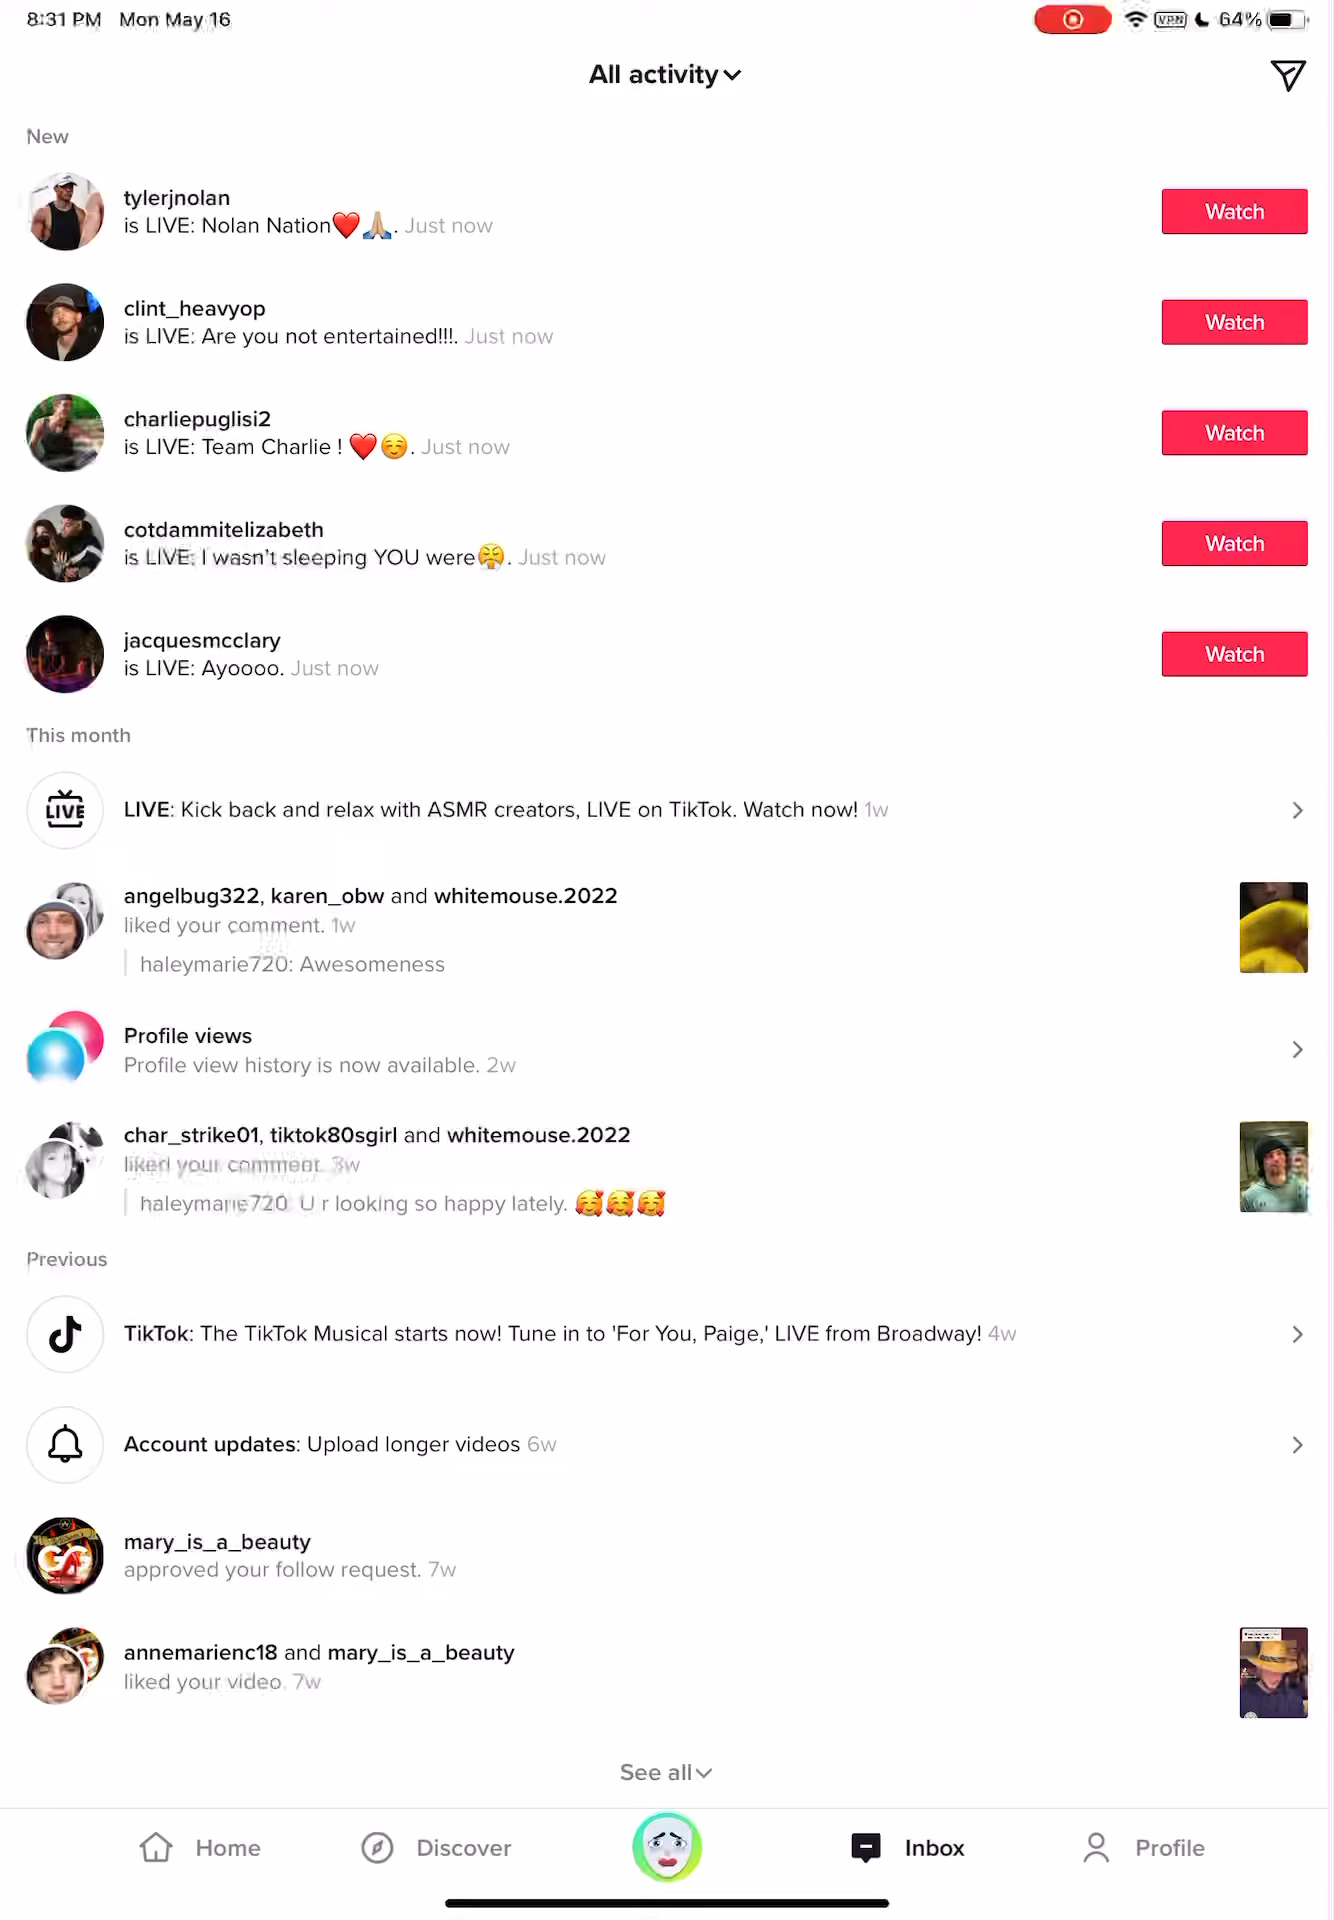 8:31 PM Mon May 16
VPN 64%
All activity
New
tylerjnolan
is LIVE: Nolan Nation❤️🙏🏼. Just now
Watch
clint_heavyop
is LIVE: Are you not entertained!!!. Just now
Watch
charliepuglisi2
is LIVE: Team Charlie ! ❤️☺️. Just now
Watch
cotdammitelizabeth
is LIVE: I wasn't sleeping YOU were😤. Just now
Watch
jacquesmcclary
is LIVE: Ayoooo. Just now
Watch
This month
LIVE
LIVE: Kick back and relax with ASMR creators, LIVE on TikTok. Watch now! 1w
angelbug322, karen_obw and whitemouse.2022
liked your comment. 1w
haleymarie720: Awesomeness
Profile views
Profile view history is now available. 2w
char_strike01, tiktok80sgirl and whitemouse.2022
liked your comment. 3w
haleymarie720: U r looking so happy lately. 🥰🥰🥰
Previous
TikTok: The TikTok Musical starts now! Tune in to 'For You, Paige,' LIVE from Broadway! 4w
Account updates: Upload longer videos 6w
mary_is_a_beauty
approved your follow request. 7w
annemarienc18 and mary_is_a_beauty
liked your video. 7w
See all
Home
Discover
Inbox
Profile